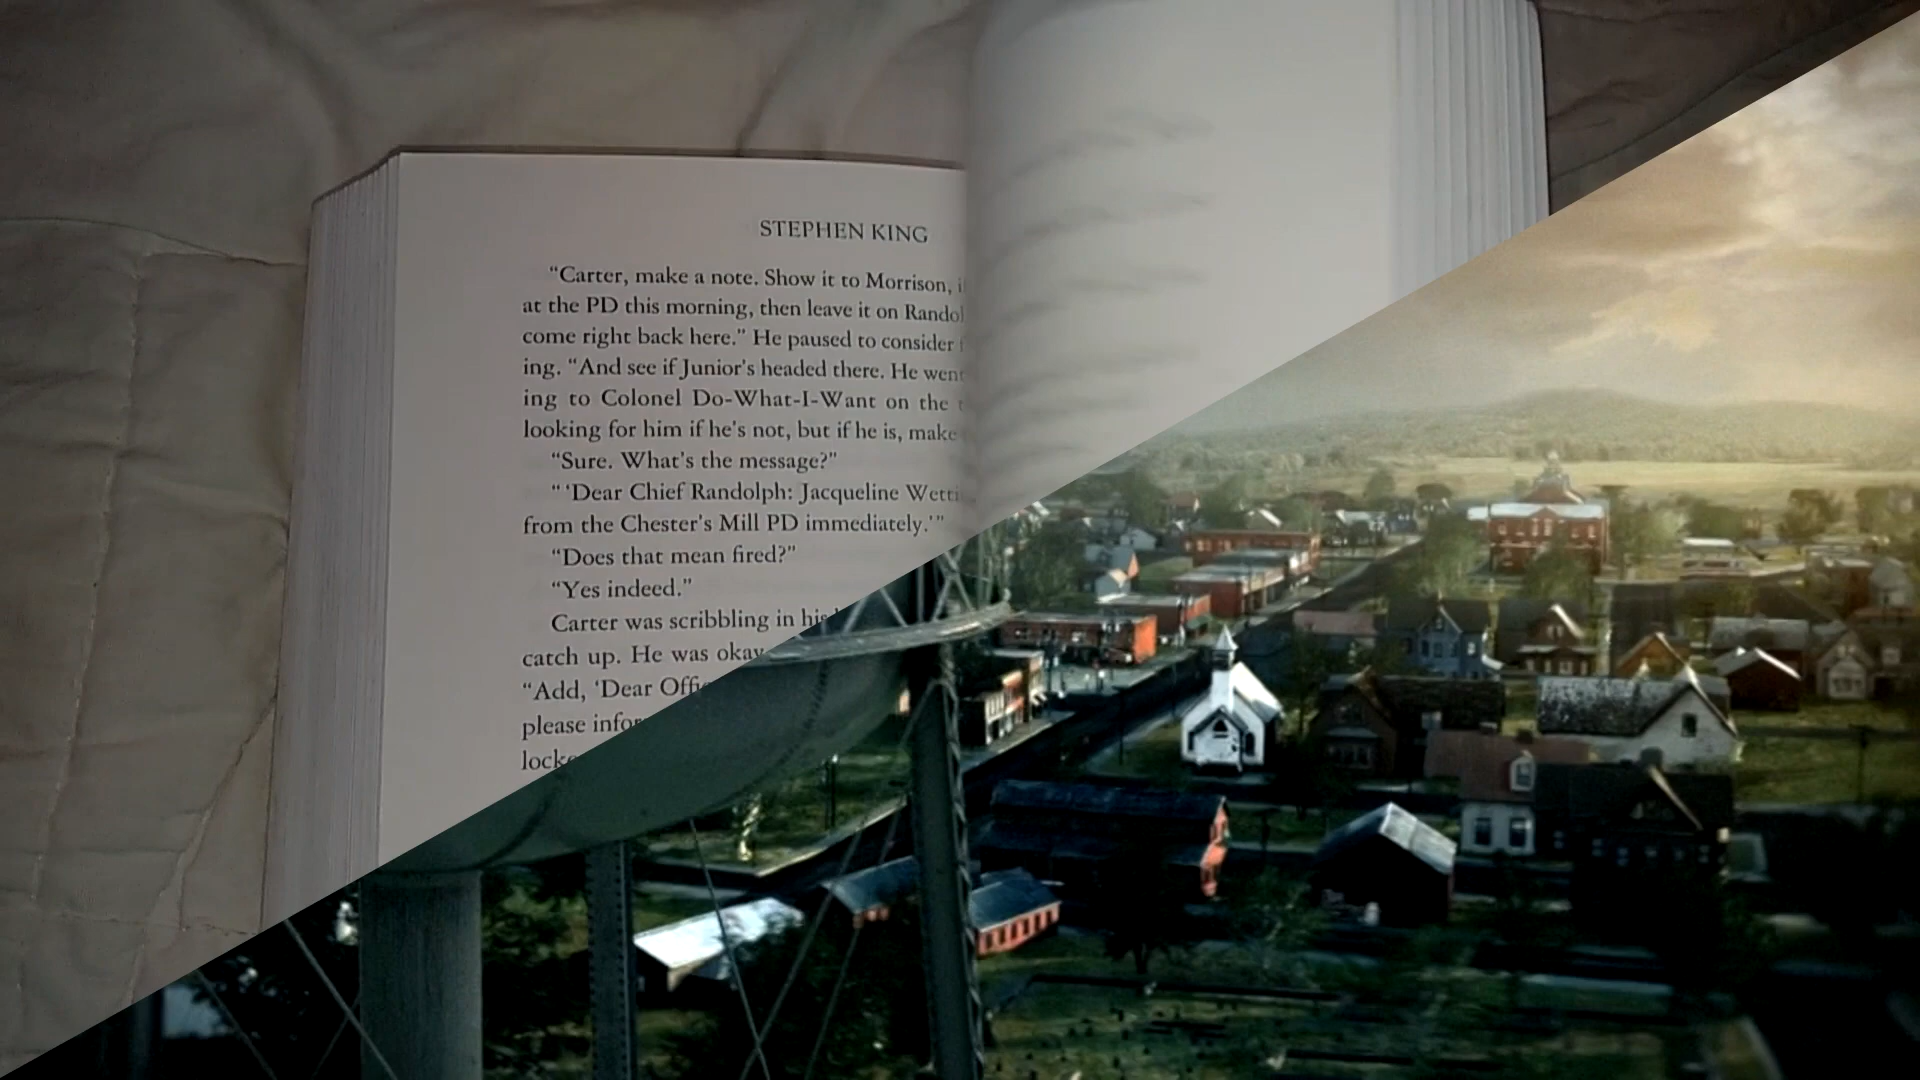 STEPHEN KING
"Carter, make a note. Show it to Morrison,
at the PD this morning, then leave it on
come right back here." He paused to consider
ing. "And see if Junior's headed there. He went
ing to Colonel Do-What-I-Want on the
looking for him if he's not, but if he is, make
"Sure. What's the message?"
" 'Dear Chief Randolph: Jacqueline
from the Chester's Mill PD immediately.' "
"Does that mean fired?"
"Yes indeed."
Carter was scribbling in
catch up. He was okay
"Add, 'Dear
please